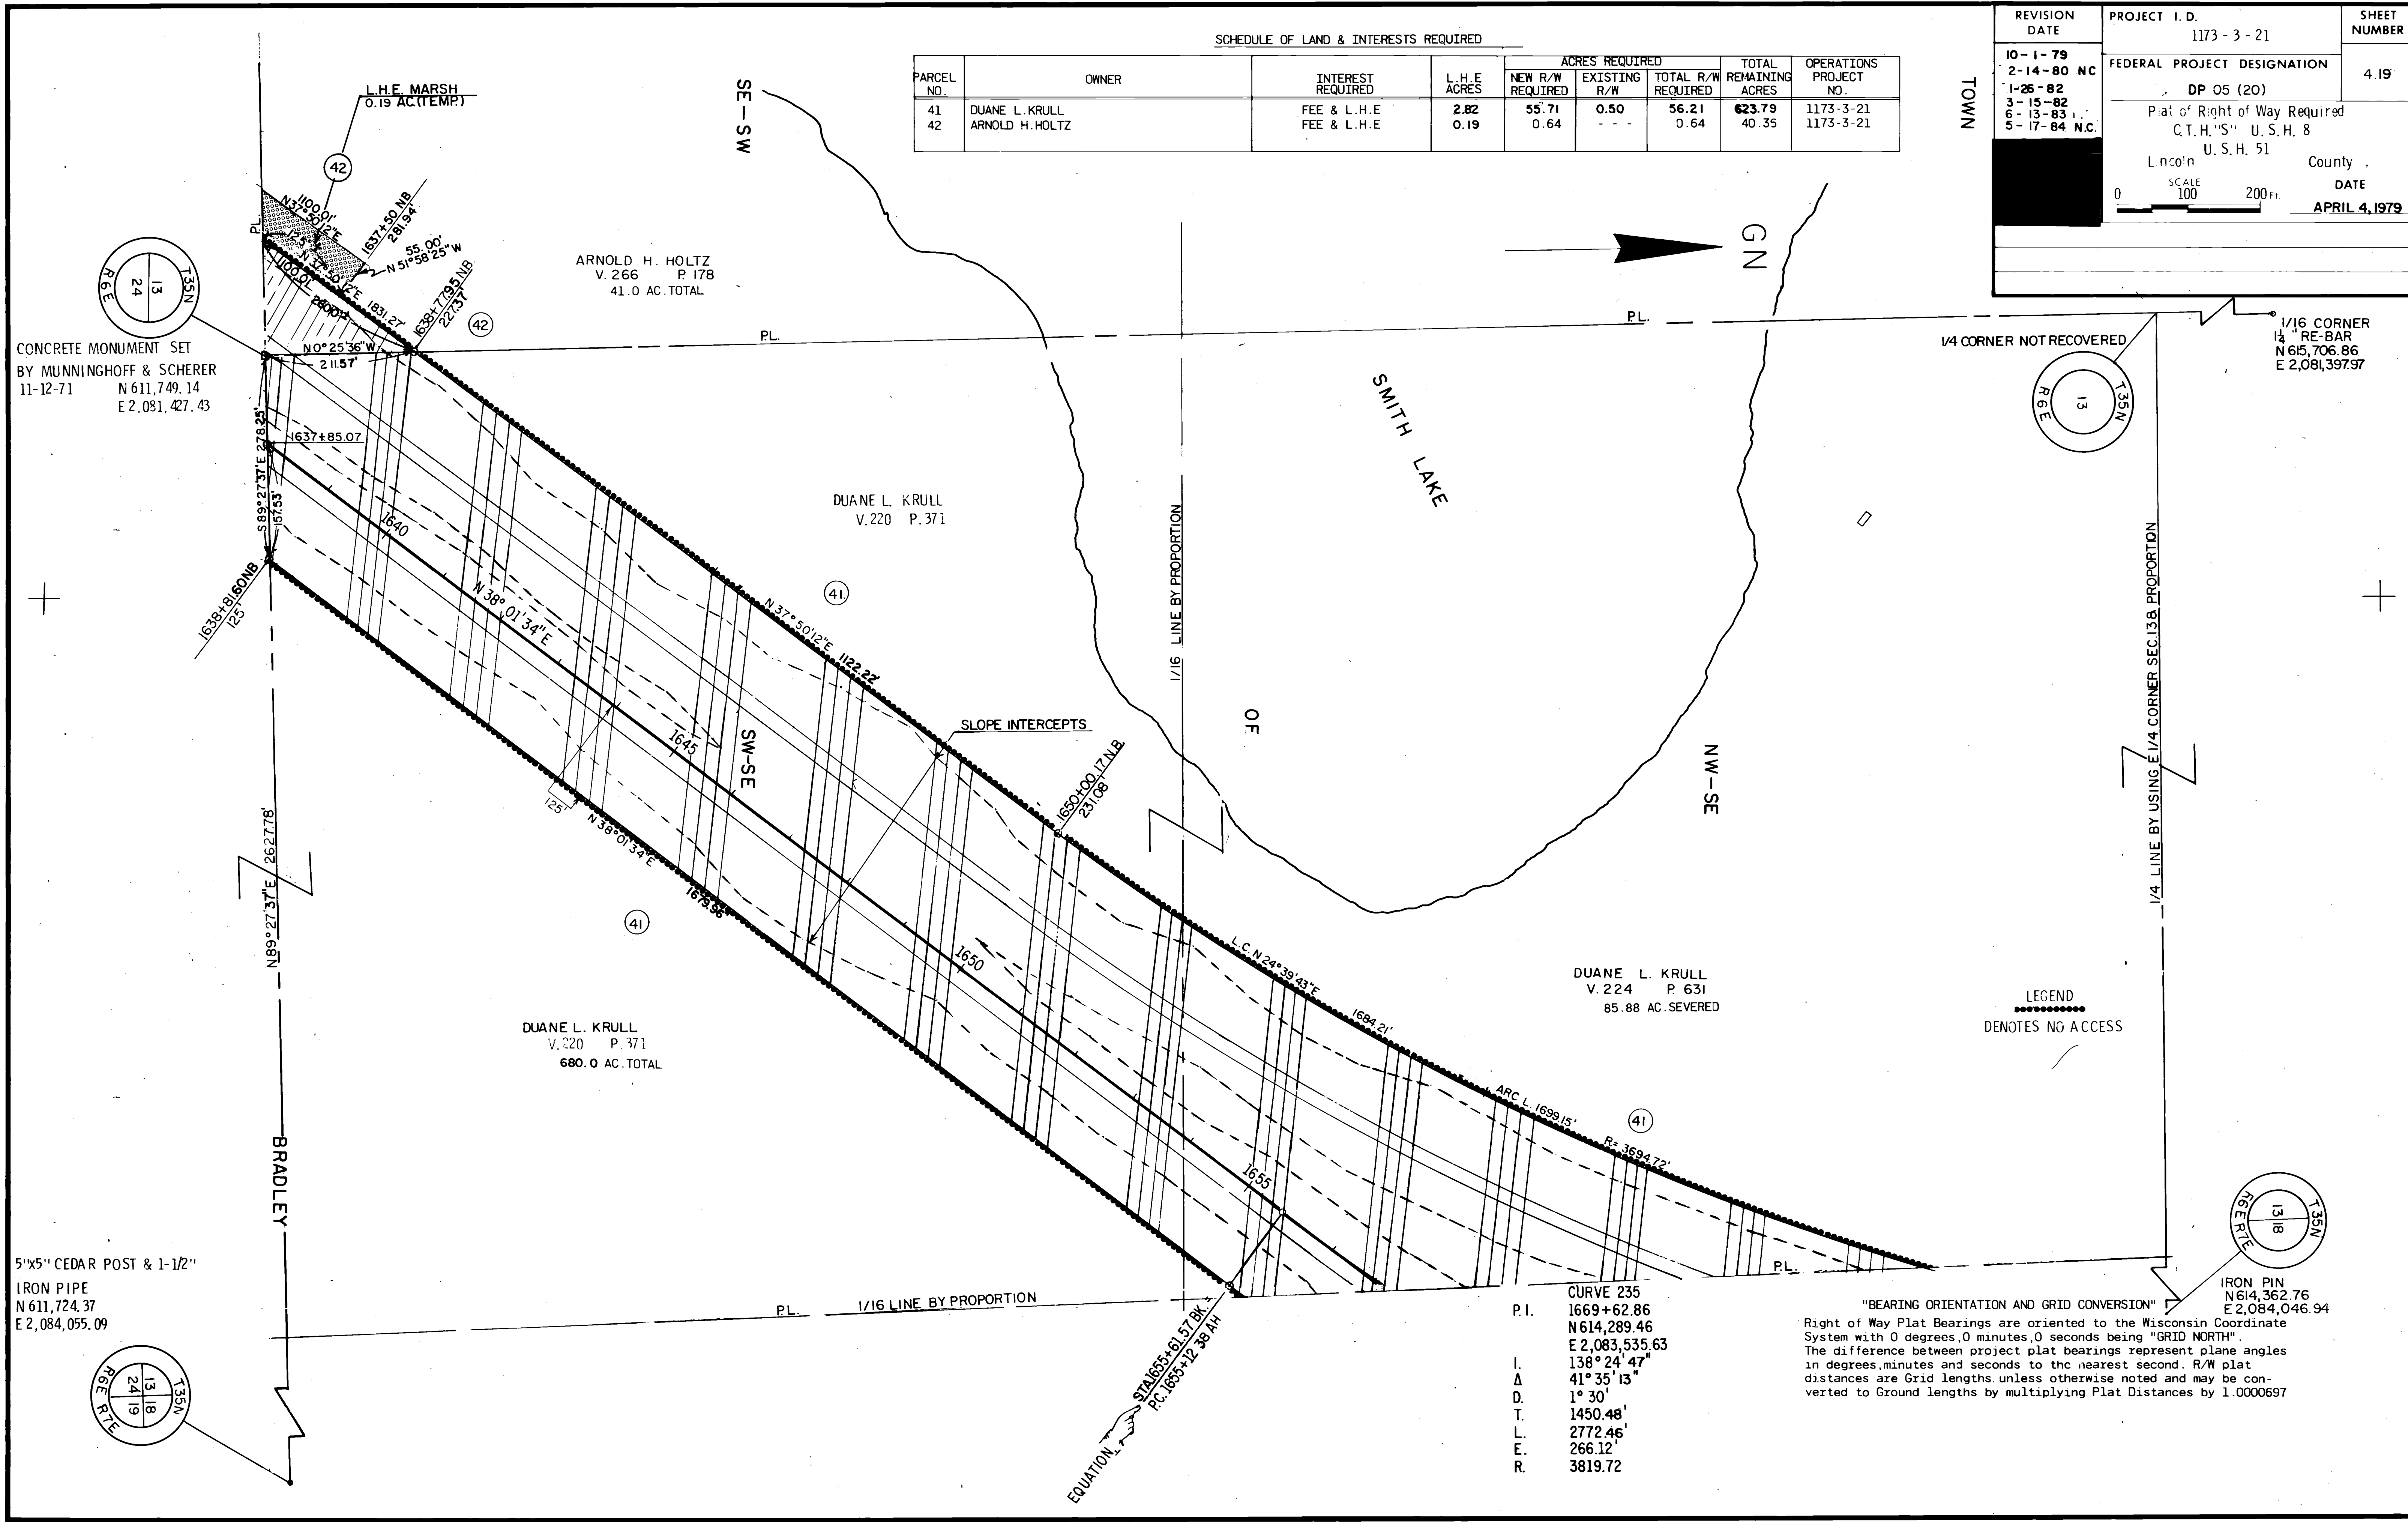 SCHEDULE OF LAND & INTERESTS REQUIRED
PARCEL NO. OWNER INTEREST REQUIRED L.H.E ACRES ACRES REQUIRED NEW R/W REQUIRED EXISTING R/W TOTAL R/W REQUIRED TOTAL REMAINING ACRES OPERATIONS PROJECT NO.
41 DUANE L. KRULL FEE & L.H.E 2.82 55.71 0.50 56.21 623.79 1173-3-21
42 ARNOLD H. HOLTZ FEE & L.H.E 0.19 0.64 - - - 0.64 40.35 1173-3-21
REVISION DATE
10-1-79
2-14-80 NC
1-26-82
3-15-82
6-13-83
5-17-84 N.C.
PROJECT I.D.
1173-3-21
SHEET NUMBER
4.19
FEDERAL PROJECT DESIGNATION
DP 05 (20)
Plat of Right of Way Required
C.T.H. "S" U.S.H. 8
U.S.H. 51
Lincoln County
SCALE
0 100 200 Ft.
DATE
APRIL 4, 1979
TOWN
SE-SW
L.H.E. MARSH
0.19 AC.(TEMP.)
42
P.L.
1100.01'
N37°50'12"E
1637+50 NB
281.94'
55.00'
N 51°58'25" W
125'
N 37°50'12"E
1831.27'
1100.01'
1638+77.95 NB
227.37'
42
ARNOLD H. HOLTZ
V. 266 P. 178
41.0 AC. TOTAL
GN
T35N
13
24
R6E
CONCRETE MONUMENT SET
BY MUNNINGHOFF & SCHERER
11-12-71 N 611,749.14
E 2,081,427.43
N 0°25'36"W
211.57'
P.L.
P.L.
1/4 CORNER NOT RECOVERED
1/16 CORNER
1 1/4" RE-BAR
N 615,706.86
E 2,081,397.97
T35N
13
R6E
SMITH LAKE
S 89°27'37"E 278.25'
157.53'
1637+85.07
1638+81.60 NB
125'
DUANE L. KRULL
V. 220 P. 371
1640
N 38°01'34"E
41
N 37°50'12"E
1122.22'
1/16 LINE BY PROPORTION
1/4 LINE BY USING E 1/4 CORNER SEC.13 & PROPORTION
1645
SW-SE
SLOPE INTERCEPTS
OF
NW-SE
125'
N 38°01'34"E
1679.96'
1650+00.17 N.B.
231.08'
41
N89°27'37"E 2627.78'
1650
L.C. N 24°39'43"E
1684.21'
DUANE L. KRULL
V. 224 P. 631
85.88 AC. SEVERED
LEGEND
DENOTES NO ACCESS
DUANE L. KRULL
V. 220 P. 371
680.0 AC. TOTAL
ARC L. 1699.15'
R= 3694.72'
41
BRADLEY
1655
5"x5" CEDAR POST & 1-1/2"
IRON PIPE
N 611,724.37
E 2,084,055.09
P.L.
1/16 LINE BY PROPORTION
P.L.
T35N
13 18
R6E R7E
IRON PIN
N 614,362.76
E 2,084,046.94
T35N
13 18
24 19
R6E R7E
EQUATION
STA.1655+61.57 BK. =
P.C. 1655+12.38 AH
CURVE 235
P.I. 1669+62.86
N 614,289.46
E 2,083,535.63
I. 138°24'47"
Δ 41°35'13"
D. 1°30'
T. 1450.48'
L. 2772.46'
E. 266.12'
R. 3819.72
"BEARING ORIENTATION AND GRID CONVERSION"
Right of Way Plat Bearings are oriented to the Wisconsin Coordinate
System with 0 degrees,0 minutes,0 seconds being "GRID NORTH".
The difference between project plat bearings represent plane angles
in degrees,minutes and seconds to the nearest second. R/W plat
distances are Grid lengths unless otherwise noted and may be con-
verted to Ground lengths by multiplying Plat Distances by 1.0000697